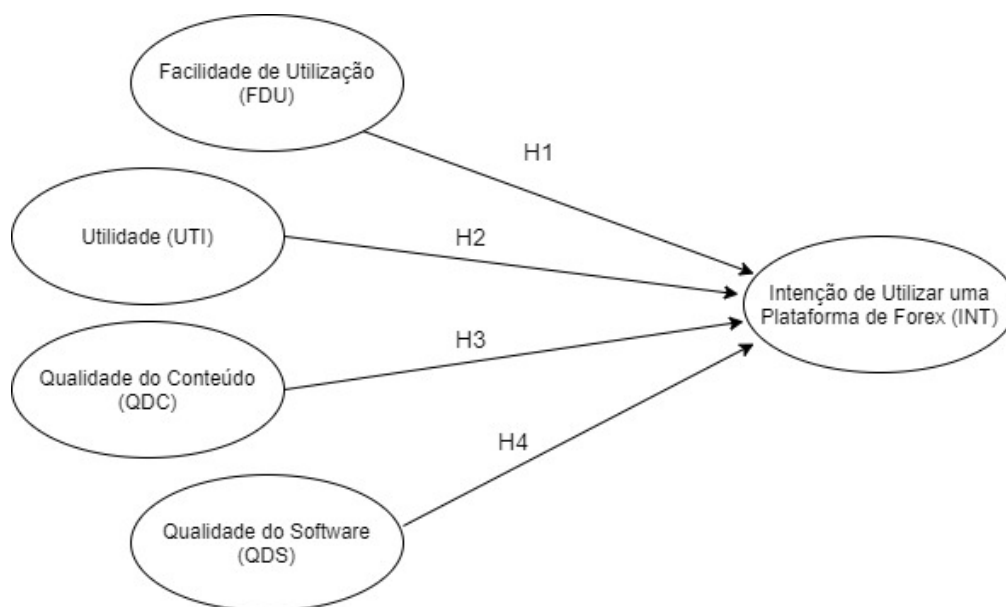 Facilidade de Utilização
(FDU)
H1
Utilidade (UTI)
H2
Intenção de Utilizar uma
Plataforma de Forex (INT)
H3
Qualidade do Conteúdo
(QDC)
H4
Qualidade do Software
(QDS)